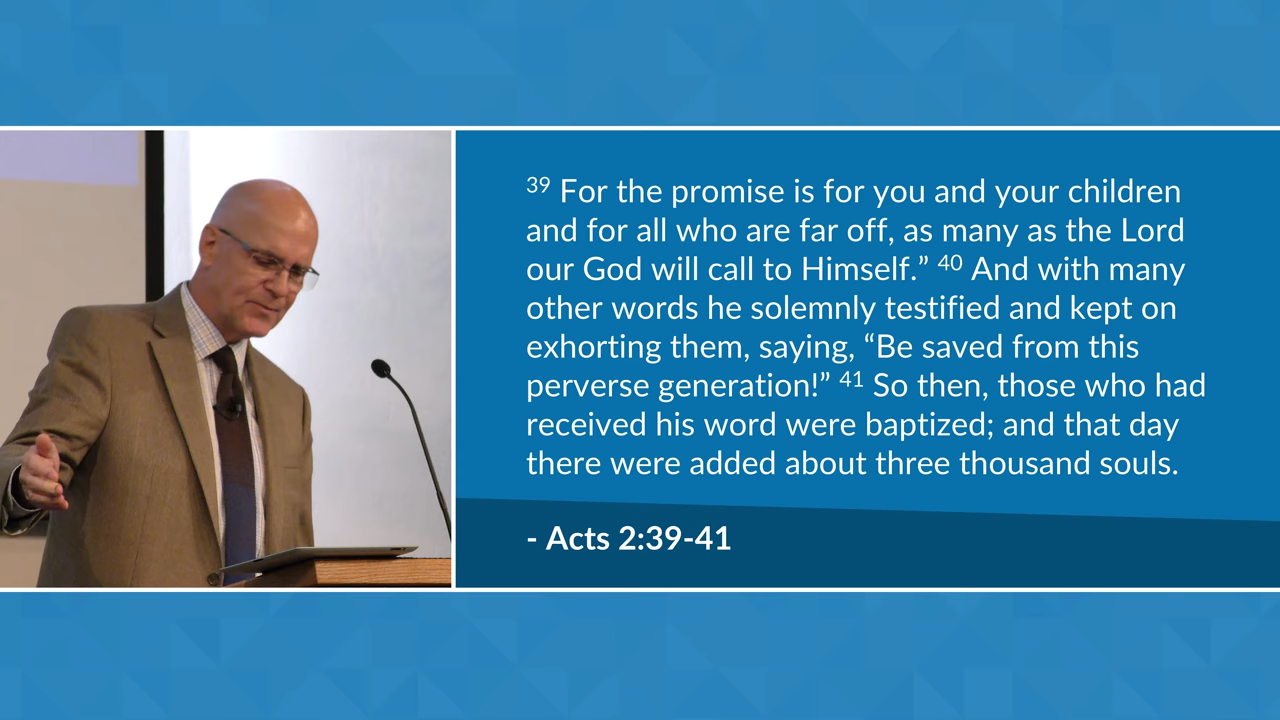 39 For the promise is for you and your children
and for all who are far off, as many as the Lord
our God will call to Himself.” 40 And with many
other words he solemnly testified and kept on
exhorting them, saying, “Be saved from this
perverse generation!” 41 So then, those who had
received his word were baptized; and that day
there were added about three thousand souls.
- Acts 2:39-41